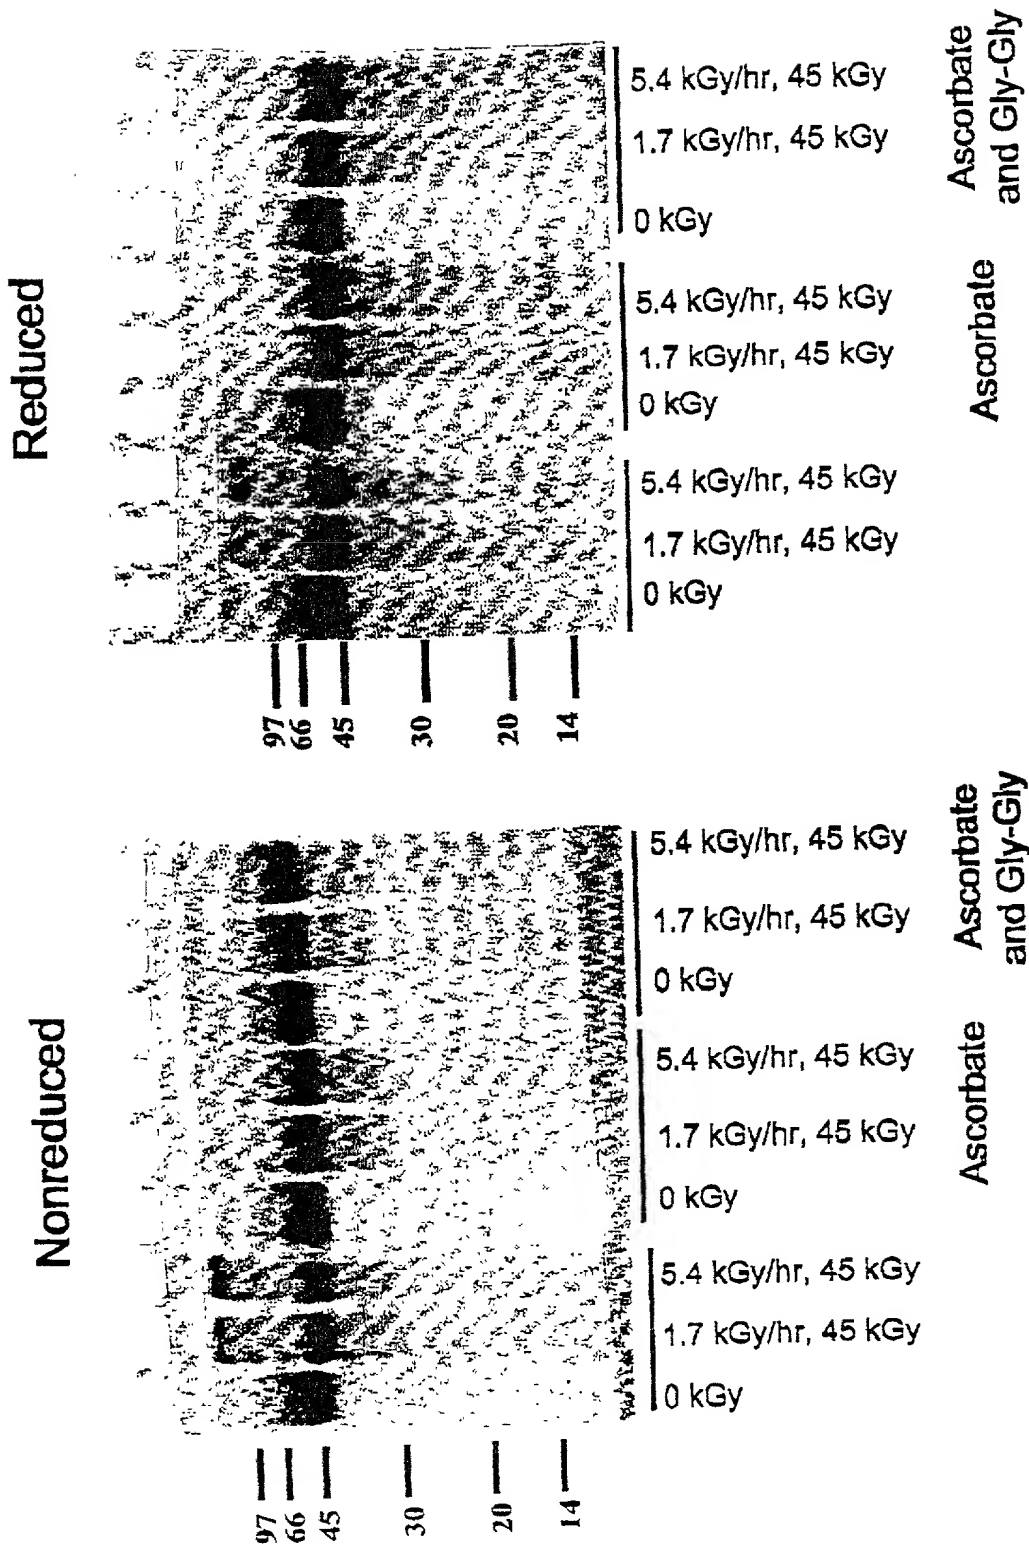 Reduced
5.4 kGy/hr, 45 kGy
1.7 kGy/hr, 45 kGy
0 kGy
Ascorbate
and Gly-Gly
5.4 kGy/hr, 45 kGy
1.7 kGy/hr, 45 kGy
0 kGy
Ascorbate
5.4 kGy/hr, 45 kGy
1.7 kGy/hr, 45 kGy
0 kGy
97
66
45
30
20
14
Nonreduced
5.4 kGy/hr, 45 kGy
1.7 kGy/hr, 45 kGy
0 kGy
Ascorbate
and Gly-Gly
5.4 kGy/hr, 45 kGy
1.7 kGy/hr, 45 kGy
0 kGy
Ascorbate
5.4 kGy/hr, 45 kGy
1.7 kGy/hr, 45 kGy
0 kGy
97
66
45
30
20
14